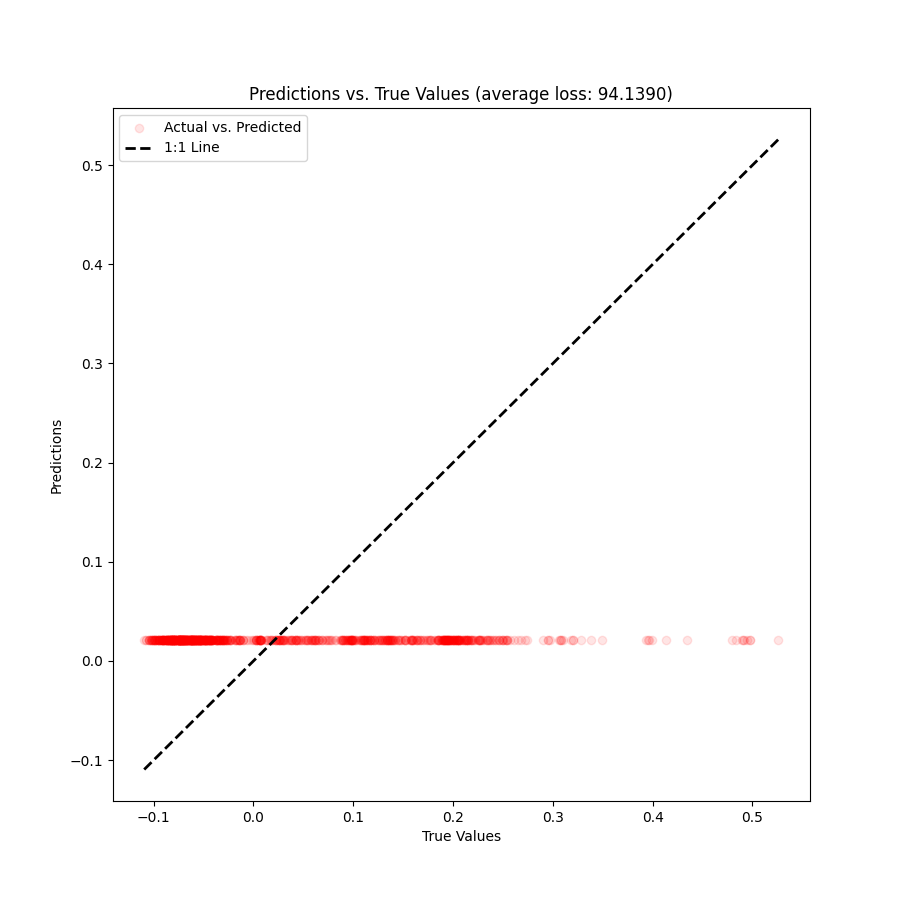 Predictions vs. True Values (average loss: 94.1390)
Actual vs. Predicted
1:1 Line
0.5
0.4
0.3
0.2
0.1
0.0
−0.1
Predictions
−0.1 0.0 0.1 0.2 0.3 0.4 0.5
True Values